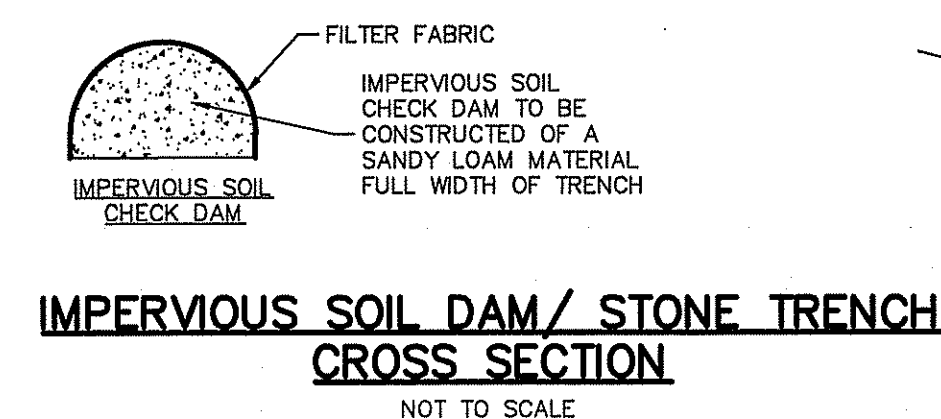 FILTER FABRIC
IMPERVIOUS SOIL
CHECK DAM TO BE
CONSTRUCTED OF A
SANDY LOAM MATERIAL
FULL WIDTH OF TRENCH
IMPERVIOUS SOIL
CHECK DAM
IMPERVIOUS SOIL DAM/ STONE TRENCH
CROSS SECTION
NOT TO SCALE